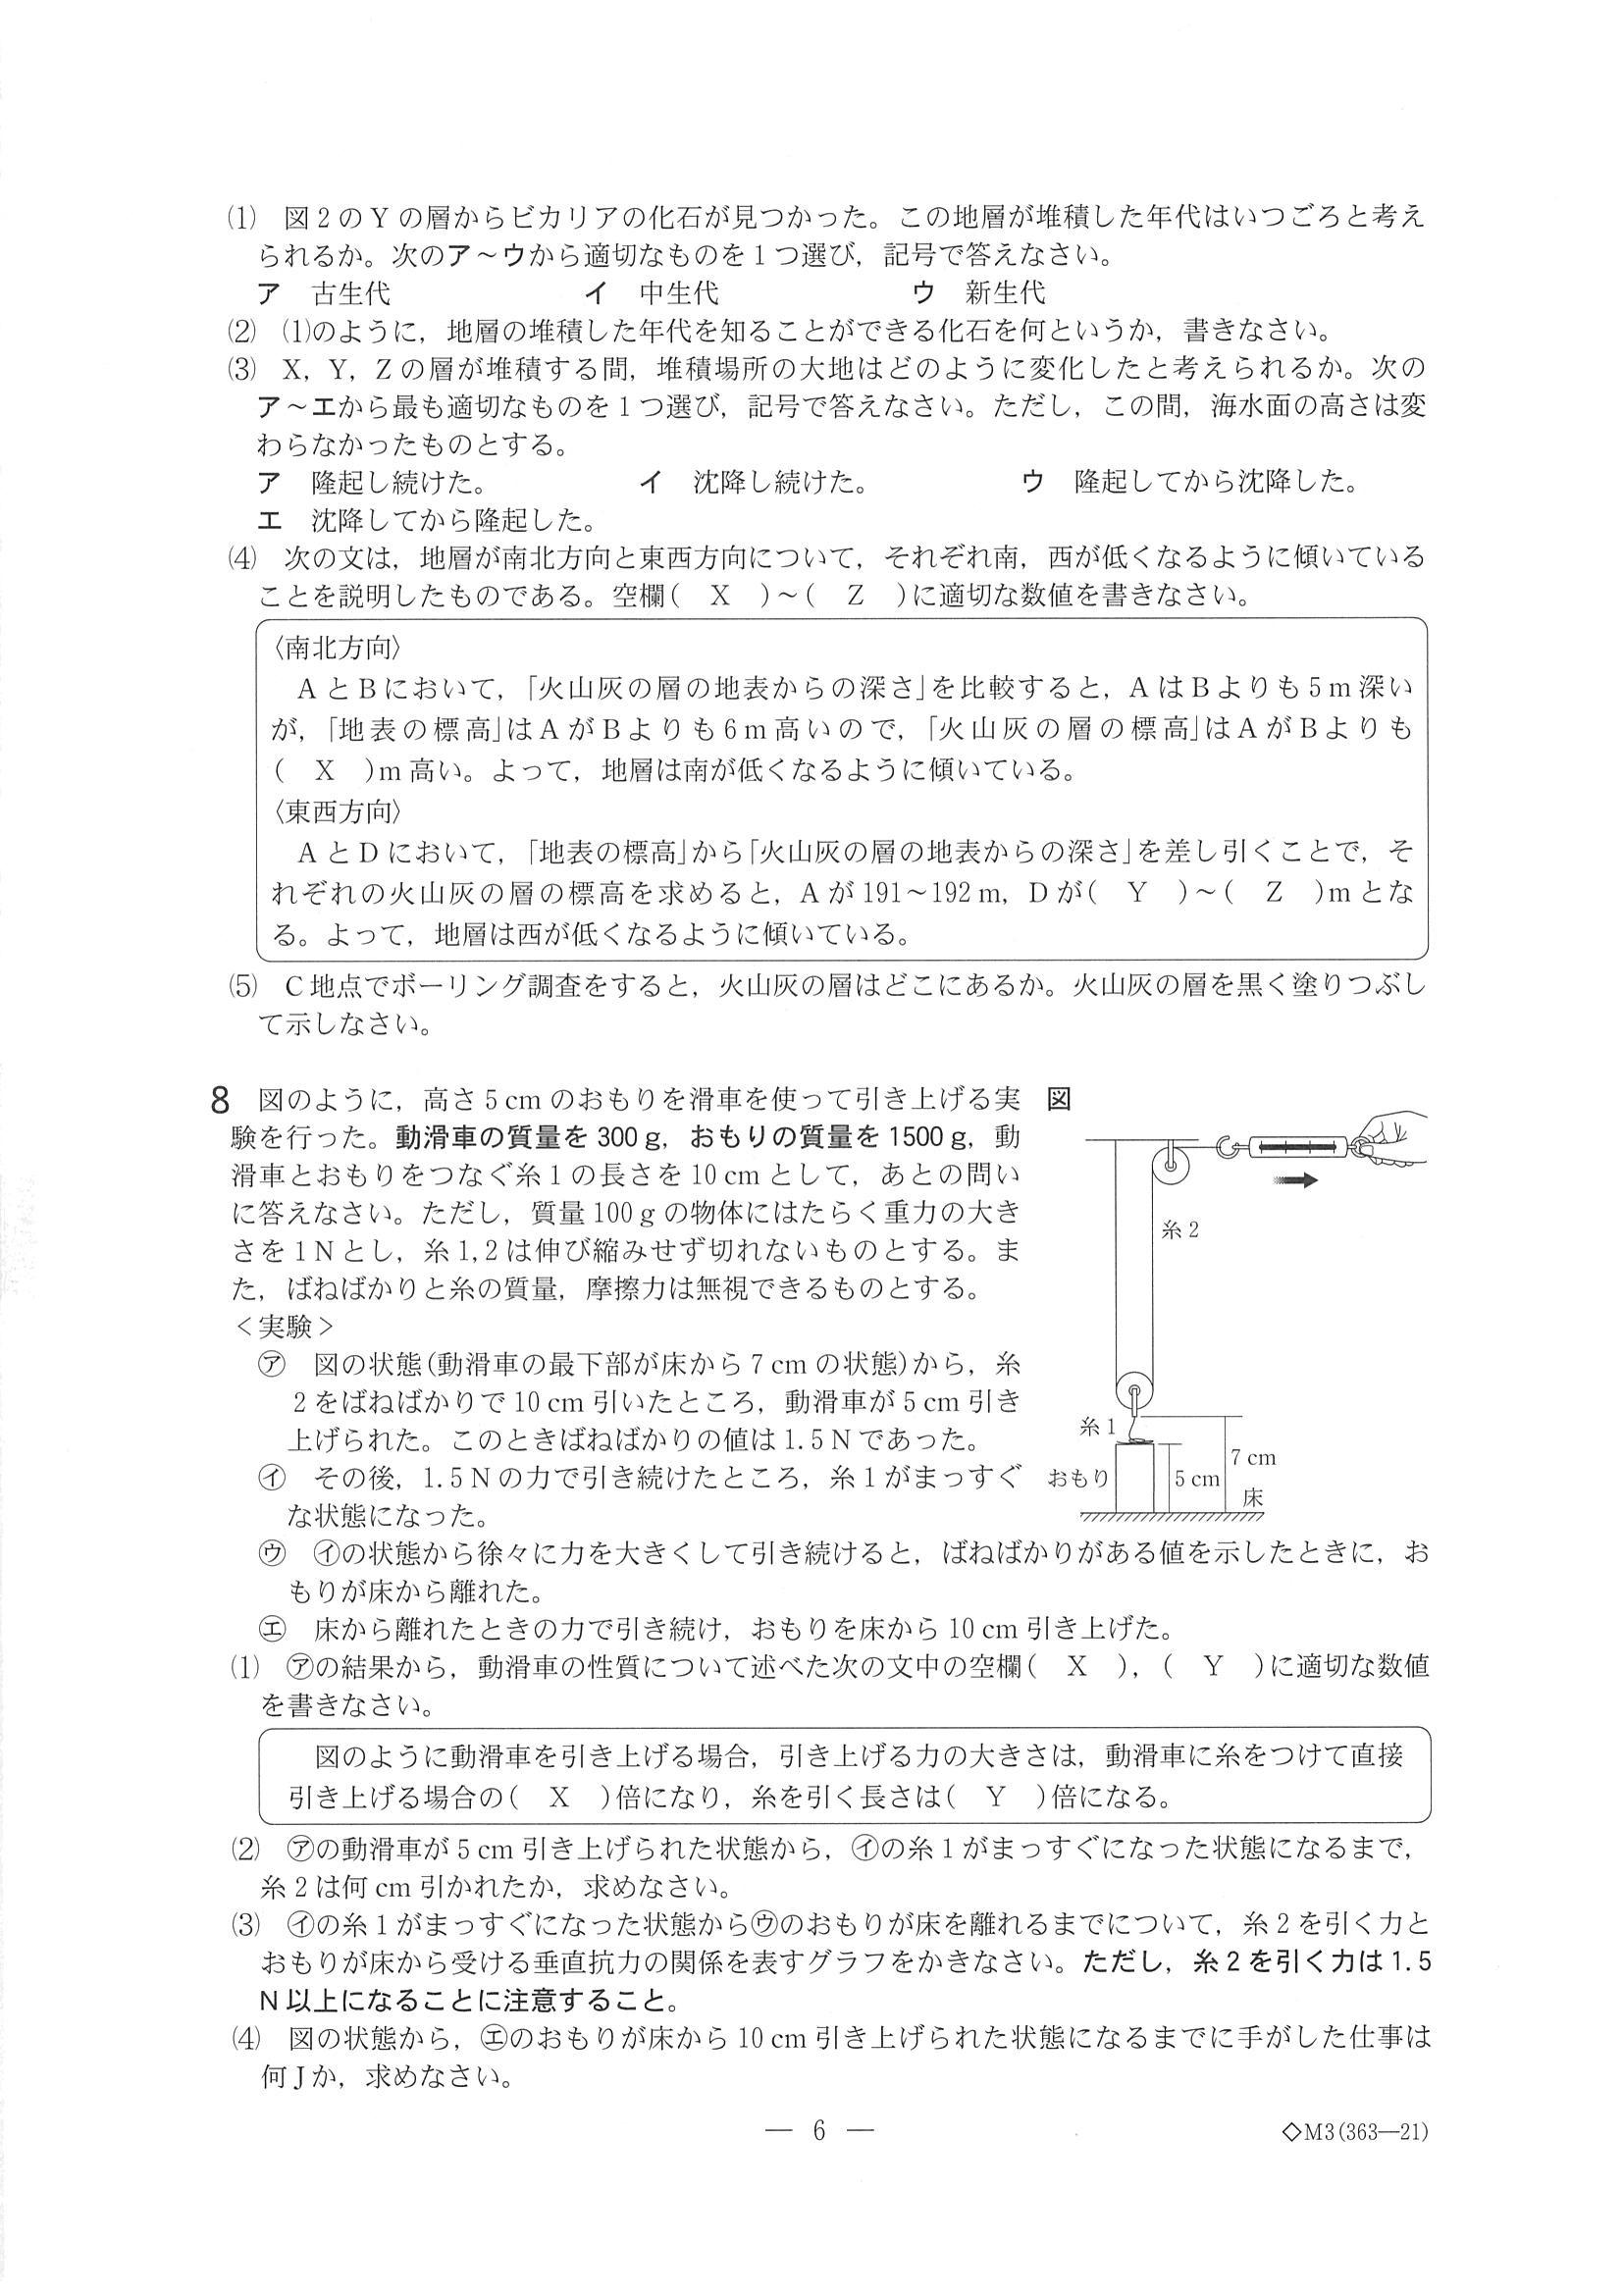 (1) 図2のYの層からビカリアの化石が見つかった。この地層が堆積した年代はいつごろと考え
られるか。次のア～ウから適切なものを1つ選び，記号で答えなさい。
ア 古生代 イ 中生代 ウ 新生代
(2) (1)のように，地層の堆積した年代を知ることができる化石を何というか，書きなさい。
(3) X，Y，Zの層が堆積する間，堆積場所の大地はどのように変化したと考えられるか。次の
ア～エから最も適切なものを1つ選び，記号で答えなさい。ただし，この間，海水面の高さは変
わらなかったものとする。
ア 隆起し続けた。 イ 沈降し続けた。 ウ 隆起してから沈降した。
エ 沈降してから隆起した。
(4) 次の文は，地層が南北方向と東西方向について，それぞれ南，西が低くなるように傾いている
ことを説明したものである。空欄( X )～( Z )に適切な数値を書きなさい。
〈南北方向〉
AとBにおいて，「火山灰の層の地表からの深さ」を比較すると，AはBよりも5m深い
が，「地表の標高」はAがBよりも6m高いので，「火山灰の層の標高」はAがBよりも
( X )m高い。よって，地層は南が低くなるように傾いている。
〈東西方向〉
AとDにおいて，「地表の標高」から「火山灰の層の地表からの深さ」を差し引くことで，そ
れぞれの火山灰の層の標高を求めると，Aが191～192m，Dが( Y )～( Z )mとな
る。よって，地層は西が低くなるように傾いている。
(5) C地点でボーリング調査をすると，火山灰の層はどこにあるか。火山灰の層を黒く塗りつぶし
て示しなさい。
8 図のように，高さ5cmのおもりを滑車を使って引き上げる実
験を行った。動滑車の質量を300g，おもりの質量を1500g，動
滑車とおもりをつなぐ糸1の長さを10cmとして，あとの問い
に答えなさい。ただし，質量100gの物体にはたらく重力の大き
さを1Nとし，糸1,2は伸び縮みせず切れないものとする。ま
た，ばねばかりと糸の質量，摩擦力は無視できるものとする。
＜実験＞
㋐ 図の状態(動滑車の最下部が床から7cmの状態)から，糸
2をばねばかりで10cm引いたところ，動滑車が5cm引き
上げられた。このときばねばかりの値は1.5Nであった。
㋑ その後，1.5Nの力で引き続けたところ，糸1がまっすぐ
な状態になった。
㋒ ㋑の状態から徐々に力を大きくして引き続けると，ばねばかりがある値を示したときに，お
もりが床から離れた。
㋓ 床から離れたときの力で引き続け，おもりを床から10cm引き上げた。
図
糸2
糸1
7cm
おもり
5cm
床
(1) ㋐の結果から，動滑車の性質について述べた次の文中の空欄( X )，( Y )に適切な数値
を書きなさい。
図のように動滑車を引き上げる場合，引き上げる力の大きさは，動滑車に糸をつけて直接
引き上げる場合の( X )倍になり，糸を引く長さは( Y )倍になる。
(2) ㋐の動滑車が5cm引き上げられた状態から，㋑の糸1がまっすぐになった状態になるまで，
糸2は何cm引かれたか，求めなさい。
(3) ㋑の糸1がまっすぐになった状態から㋒のおもりが床を離れるまでについて，糸2を引く力と
おもりが床から受ける垂直抗力の関係を表すグラフをかきなさい。ただし，糸2を引く力は1.5
N以上になることに注意すること。
(4) 図の状態から，㋓のおもりが床から10cm引き上げられた状態になるまでに手がした仕事は
何Jか，求めなさい。
— 6 —
◇M3(363—21)